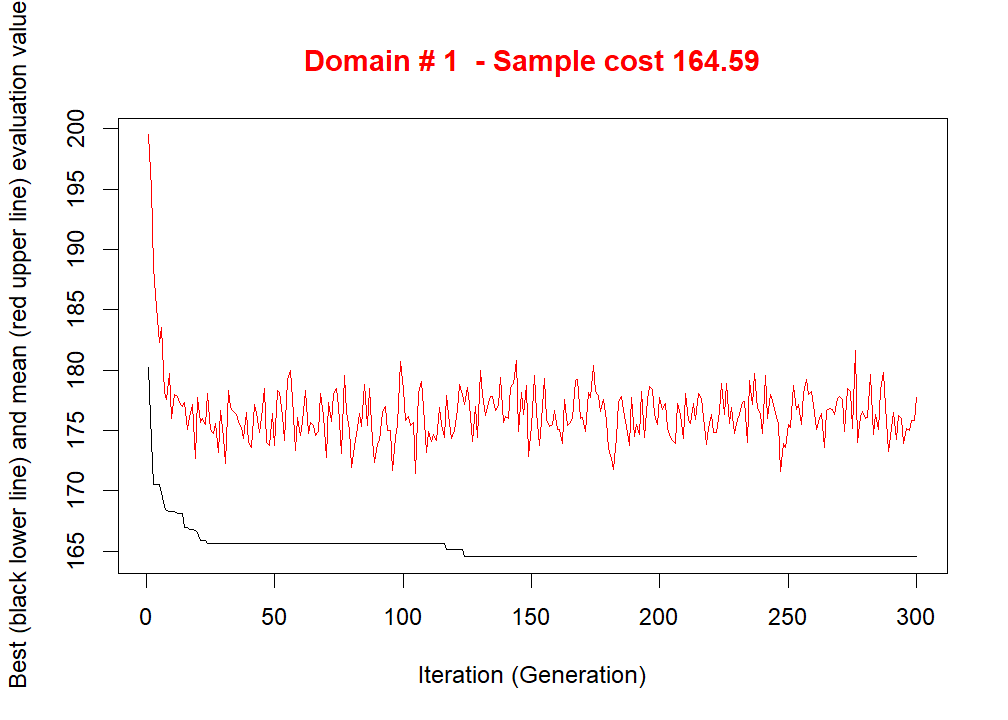 Domain # 1  - Sample cost 164.59
Best (black lower line) and mean (red upper line) evaluation value
200
195
190
185
180
175
170
165
0 50 100 150 200 250 300
Iteration (Generation)